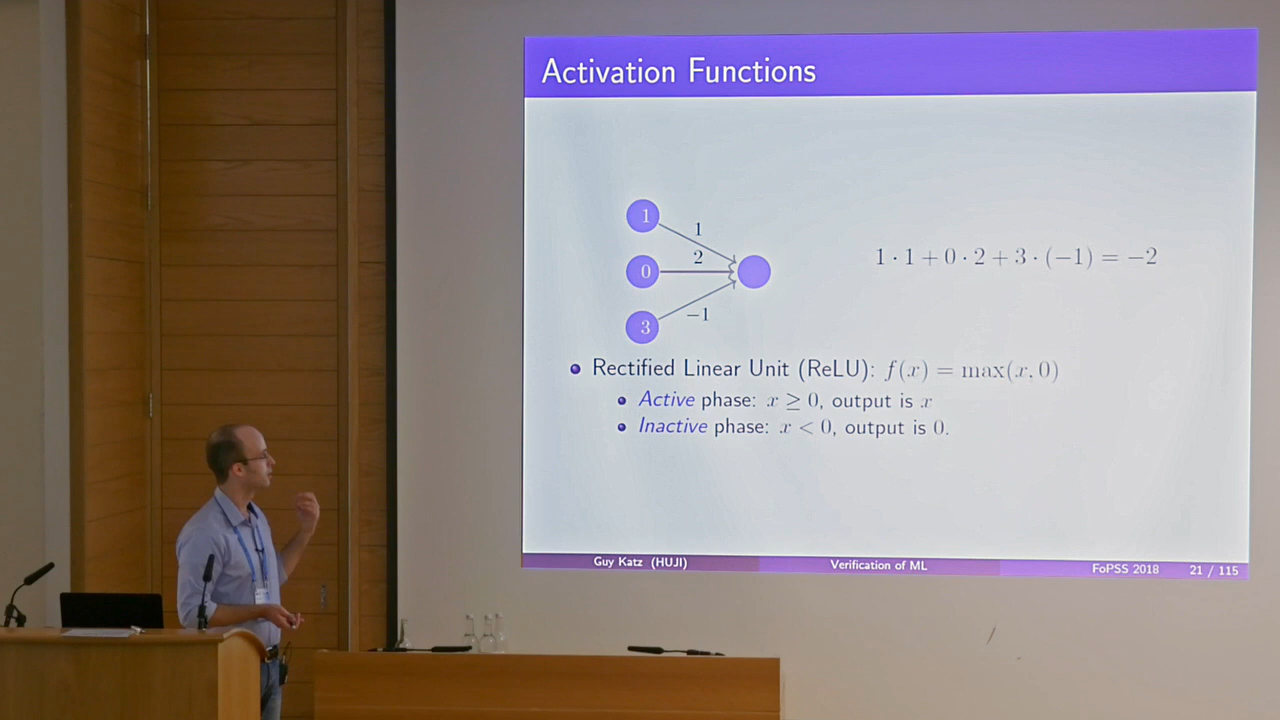 Activation Functions
1
1
2
0
1 · 1 + 0 · 2 + 3 · (−1) = −2
−1
3
Rectified Linear Unit (ReLU): f(x) = max(x, 0)
Active phase: x ≥ 0, output is x
Inactive phase: x < 0, output is 0.
Guy Katz (HUJI) Verification of ML FoPSS 2018 21 / 115